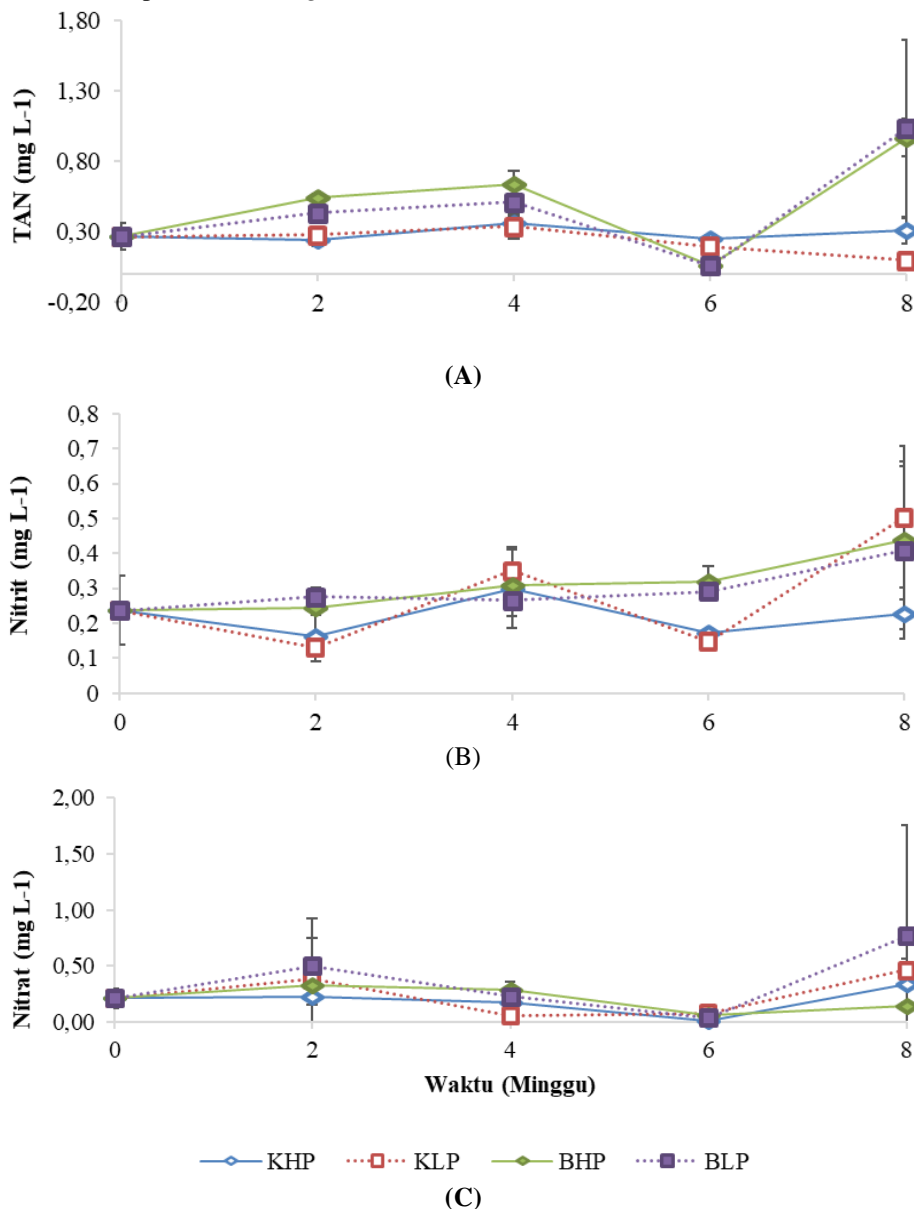 1,80
1,30
0,80
0,30
-0,20
TAN (mg L-1)
0 2 4 6 8
(A)
0,8
0,7
0,6
0,5
0,4
0,3
0,2
0,1
0
Nitrit (mg L-1)
0 2 4 6 8
(B)
2,00
1,50
1,00
0,50
0,00
Nitrat (mg L-1)
0 2 4 6 8
Waktu (Minggu)
KHP KLP BHP BLP
(C)